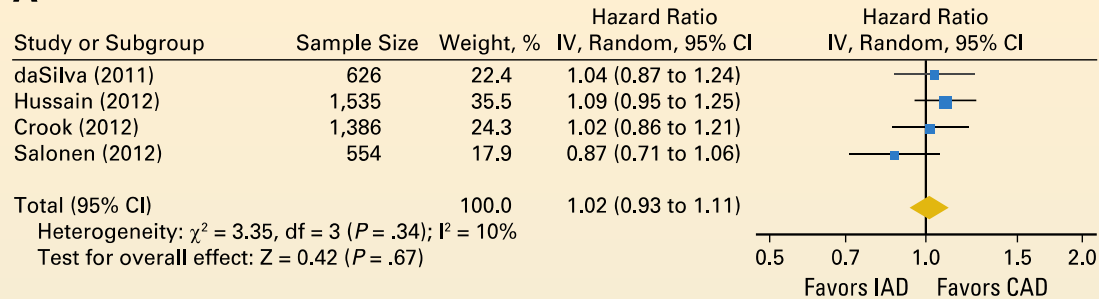 Hazard Ratio Hazard Ratio
Study or Subgroup Sample Size Weight, % IV, Random, 95% CI IV, Random, 95% CI
daSilva (2011) 626 22.4 1.04 (0.87 to 1.24)
Hussain (2012) 1,535 35.5 1.09 (0.95 to 1.25)
Crook (2012) 1,386 24.3 1.02 (0.86 to 1.21)
Salonen (2012) 554 17.9 0.87 (0.71 to 1.06)
Total (95% CI) 100.0 1.02 (0.93 to 1.11)
Heterogeneity: χ² = 3.35, df = 3 (P = .34); I² = 10%
Test for overall effect: Z = 0.42 (P = .67)
0.5 0.7 1.0 1.5 2.0
Favors IAD Favors CAD